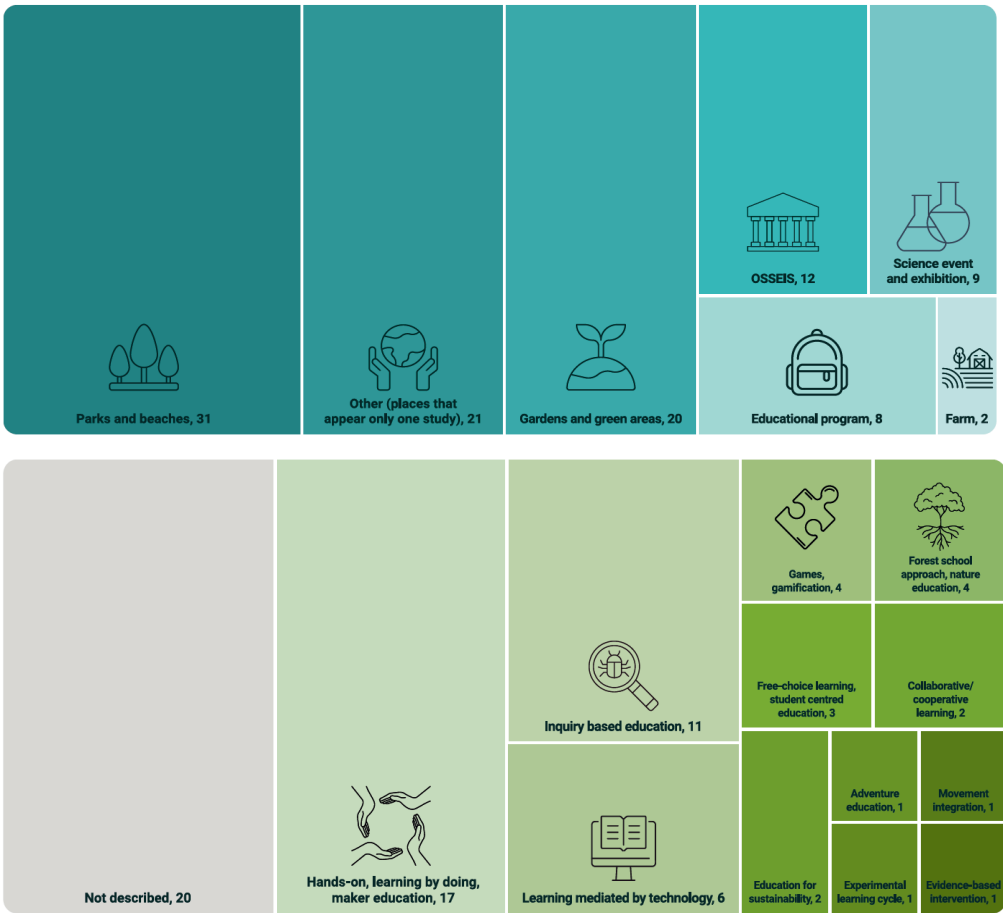 OSSEIS, 12
Science event
and exhibition, 9
Parks and beaches, 31
Other (places that
appear only one study), 21
Gardens and green areas, 20
Educational program, 8
Farm, 2
Games,
gamification, 4
Forest school
approach, nature
education, 4
Free-choice learning,
student centred
education, 3
Collaborative/
cooperative
learning, 2
Inquiry based education, 11
Adventure
education, 1
Movement
integration, 1
Not described, 20
Hands-on, learning by doing,
maker education, 17
Learning mediated by technology, 6
Education for
sustainability, 2
Experimental
learning cycle, 1
Evidence-based
intervention, 1